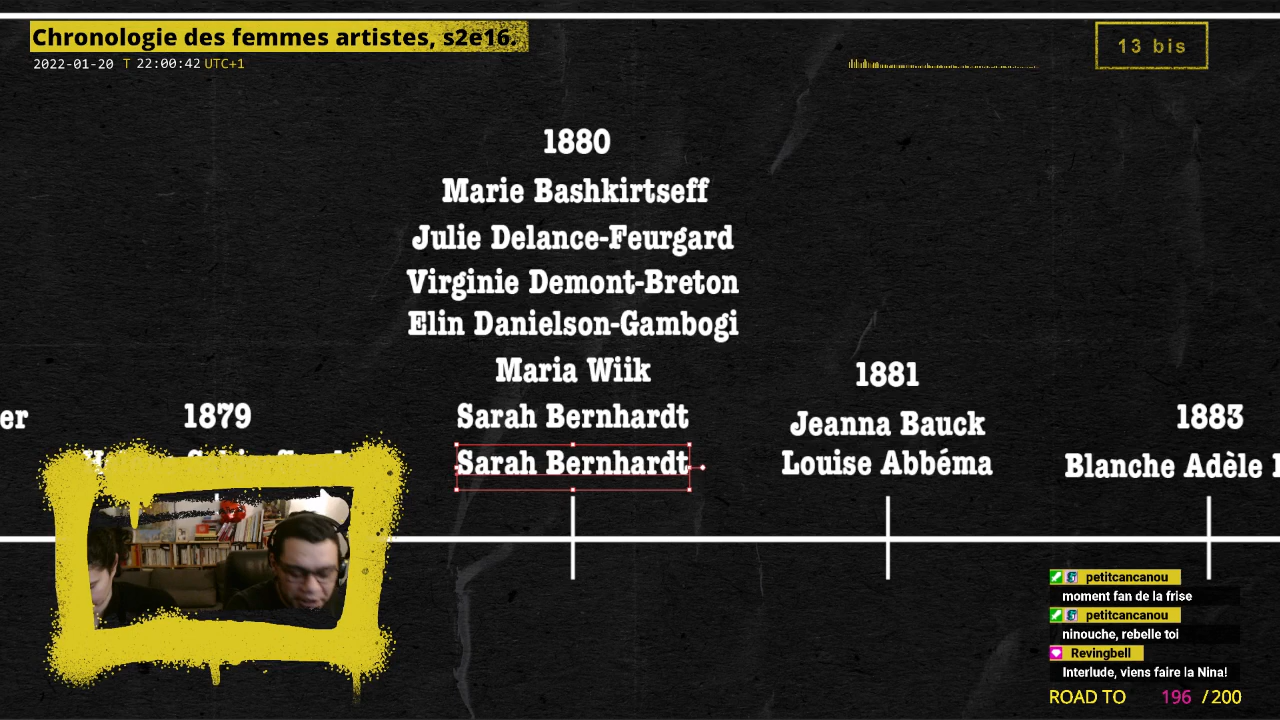 Chronologie des femmes artistes, s2e16.
2022-01-20 T 22:00:42 UTC+1
13 bis
1880
Marie Bashkirtseff
Julie Delance-Feurgard
Virginie Demont-Breton
Elin Danielson-Gambogi
Maria Wiik
Sarah Bernhardt
Sarah Bernhardt
er
1879
1881
Jeanna Bauck
Louise Abbéma
1883
Blanche Adèle
petitcancanou
moment fan de la frise
petitcancanou
ninouche, rebelle toi
Revingbell
Interlude, viens faire la Nina!
ROAD TO 196 / 200